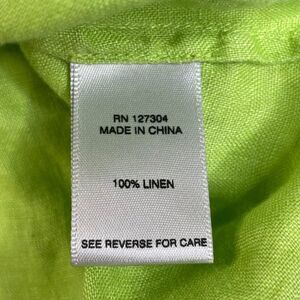 RN 127304
MADE IN CHINA
100% LINEN
SEE REVERSE FOR CARE